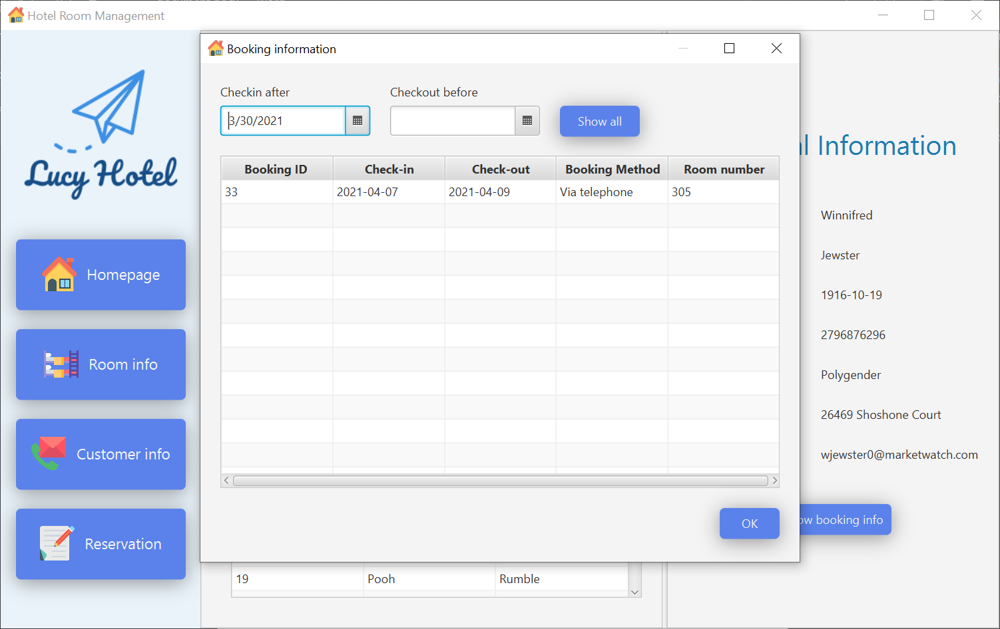 Hotel Room Management
Lucy Hotel
Homepage
Room info
Customer info
Reservation
Booking information
Checkin after
Checkout before
3/30/2021
Show all
Booking ID Check-in Check-out Booking Method Room number
33 2021-04-07 2021-04-09 Via telephone 305
OK
19 Pooh Rumble
Information
Winnifred
Jewster
1916-10-19
2796876296
Polygender
26469 Shoshone Court
wjewster0@marketwatch.com
booking info